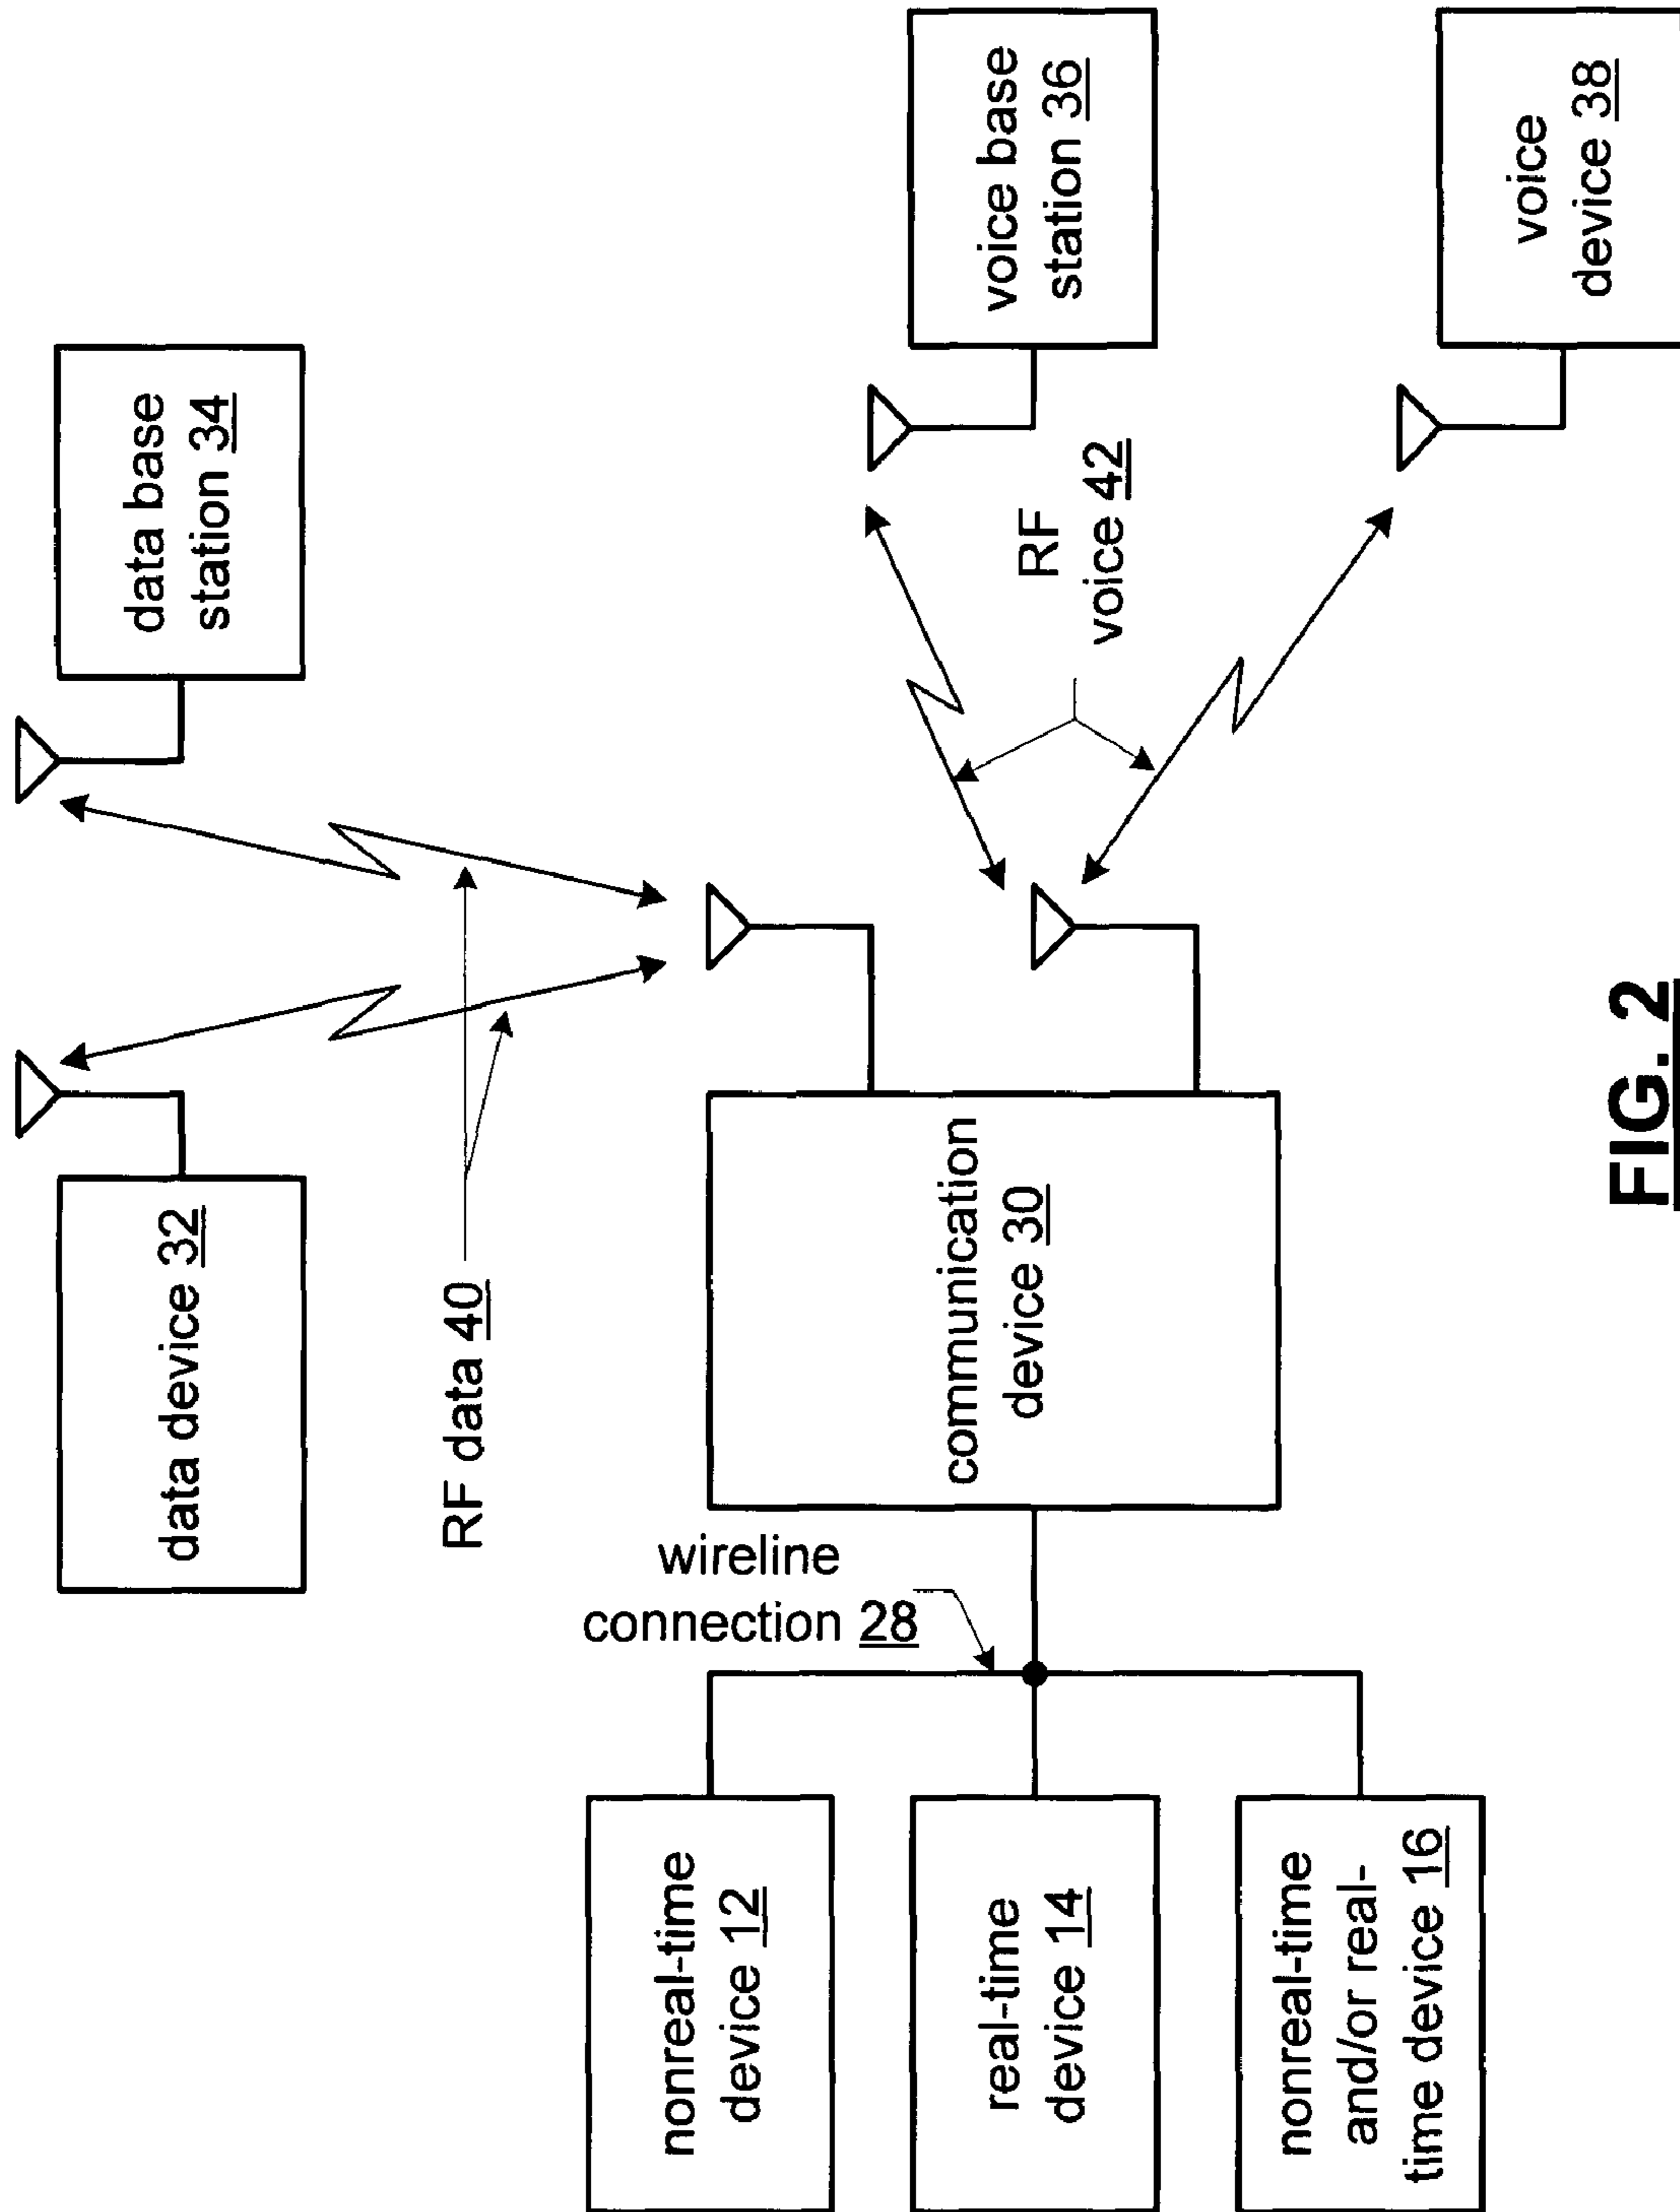 data device 32
data base
station 34
RF data 40
wireline
connection 28
nonreal-time
device 12
real-time
device 14
nonreal-time
and/or real-
time device 16
communication
device 30
RF
voice 42
voice base
station 36
voice
device 38
FIG. 2